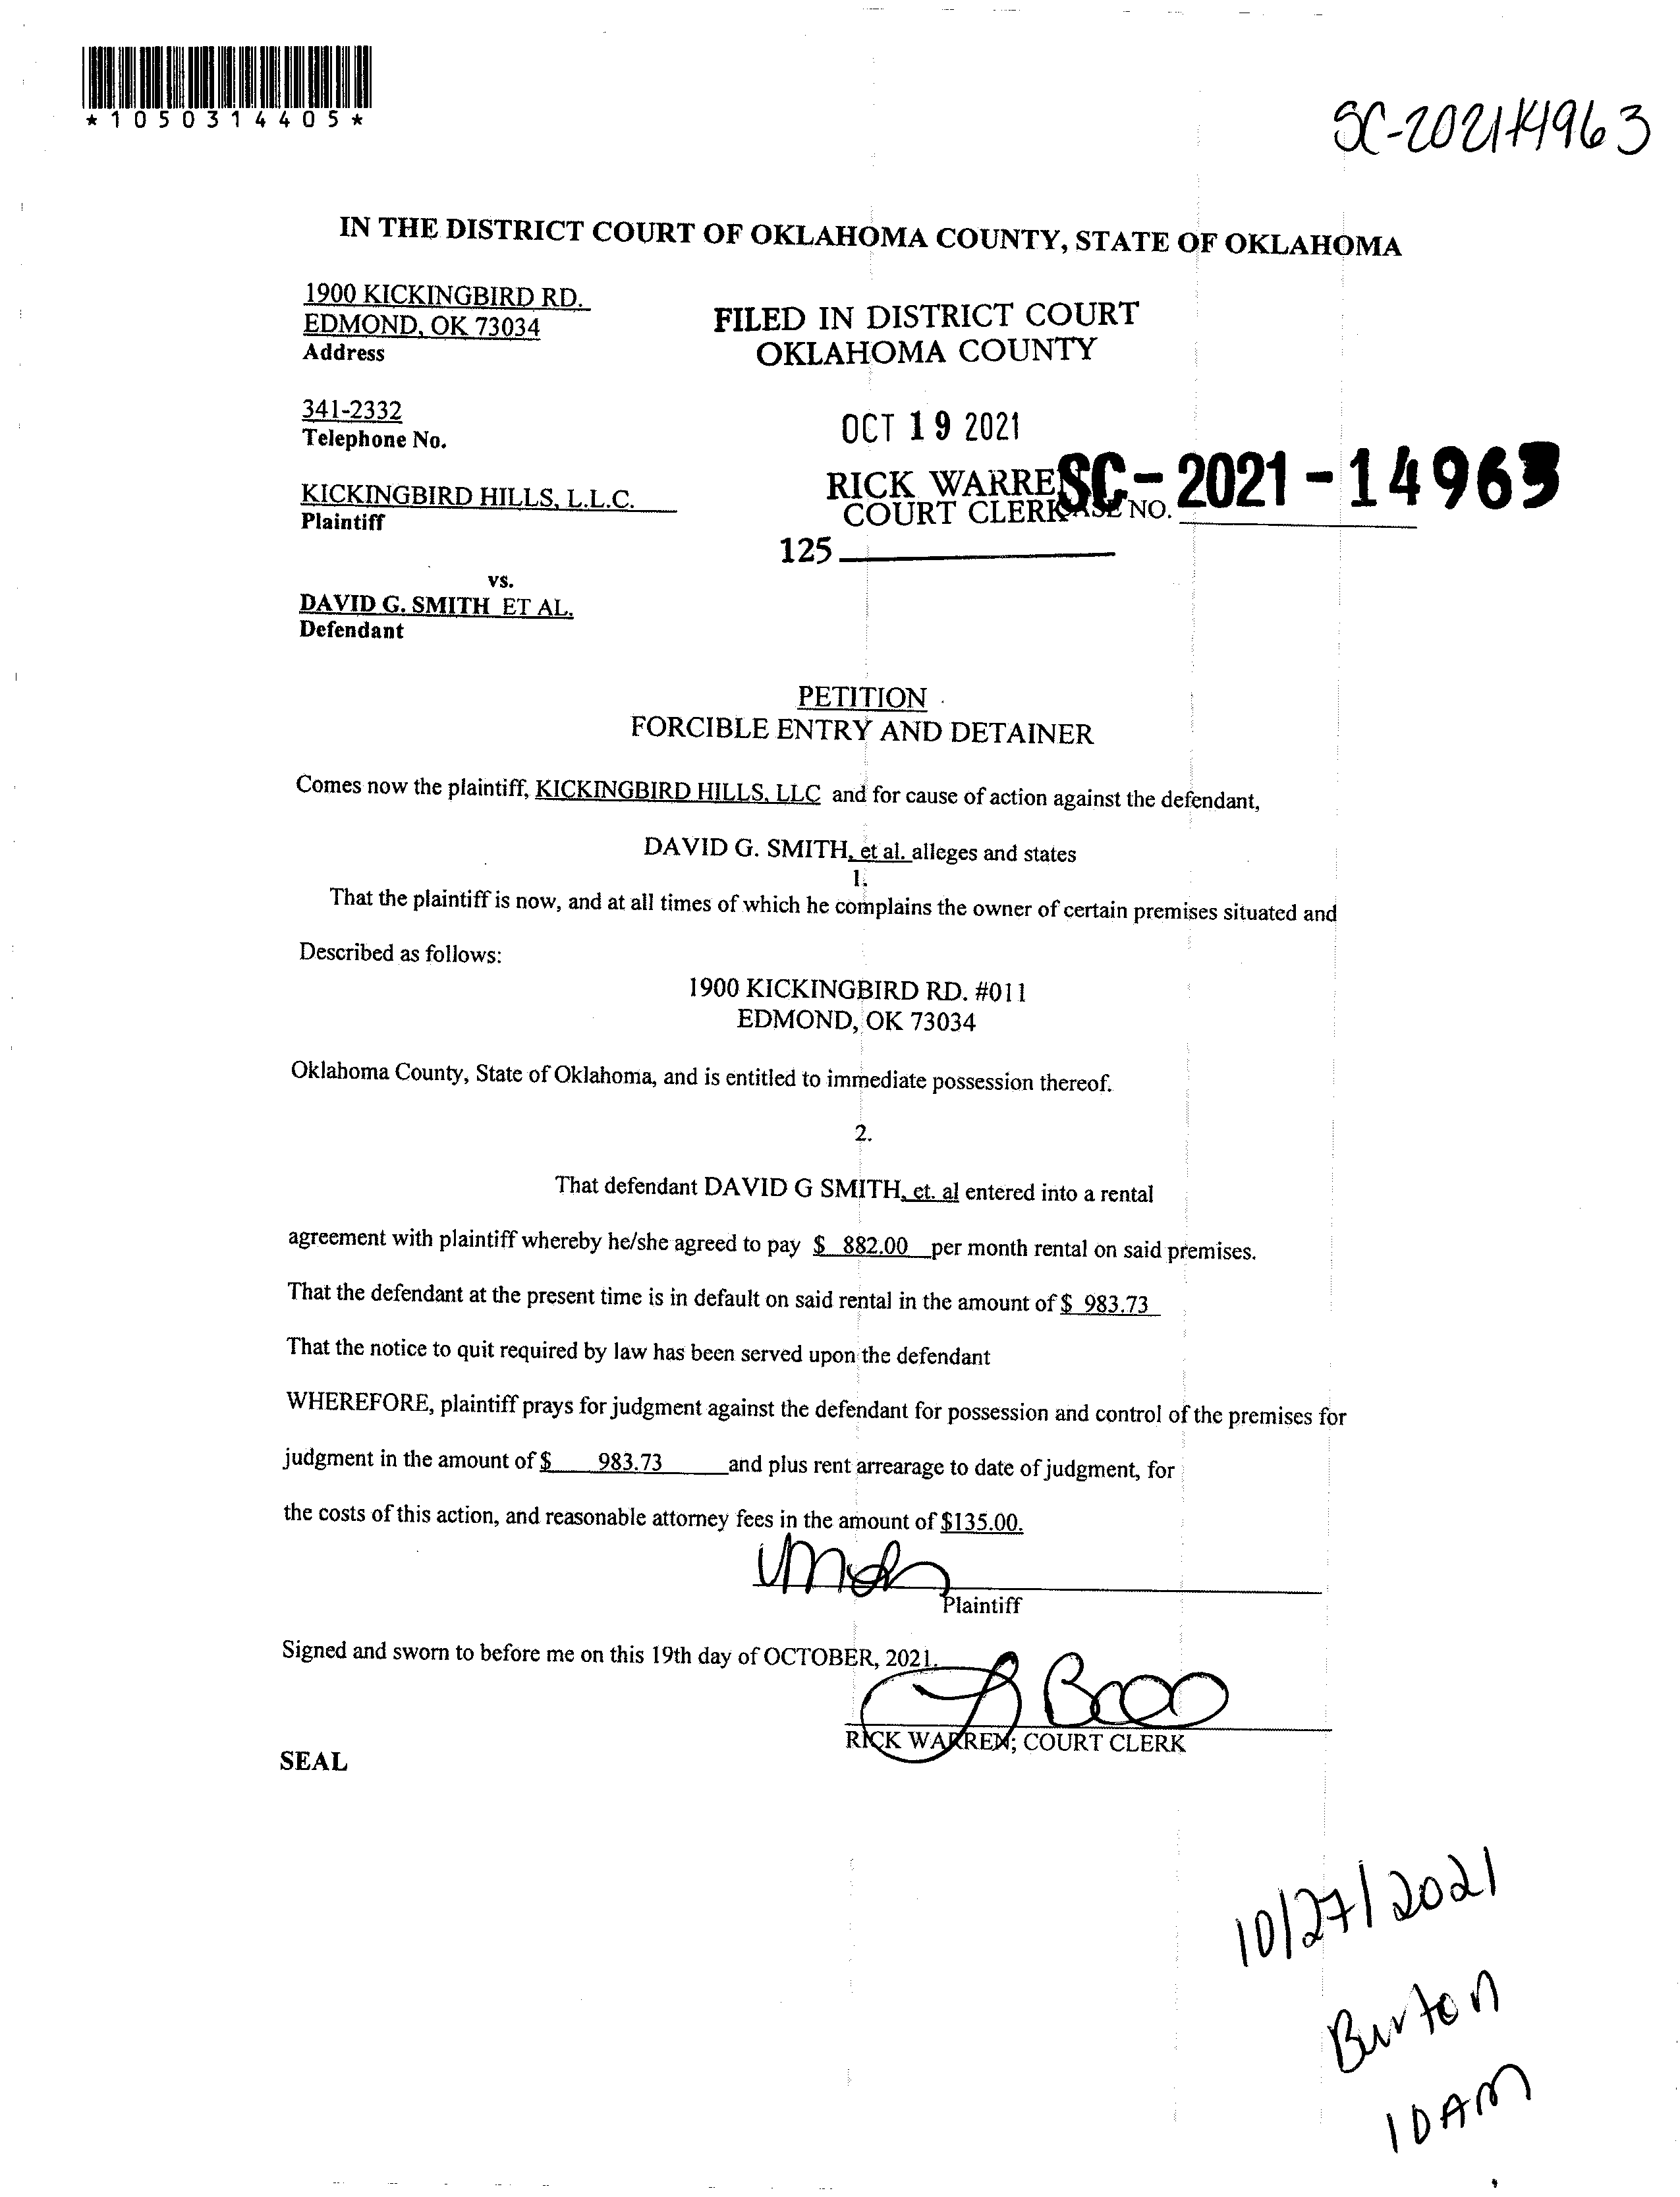 *1050314405*
SC-2021-14963
IN THE DISTRICT COURT OF OKLAHOMA COUNTY, STATE OF OKLAHOMA
1900 KICKINGBIRD RD.
EDMOND, OK 73034
Address
FILED IN DISTRICT COURT
OKLAHOMA COUNTY
341-2332
Telephone No.
OCT 19 2021
KICKINGBIRD HILLS, L.L.C.
Plaintiff
RICK WARRE
COURT CLERK
SC-2021-14963
NO.
125
vs.
DAVID G. SMITH ET AL.
Defendant
PETITION
FORCIBLE ENTRY AND DETAINER
Comes now the plaintiff, KICKINGBIRD HILLS, LLC and for cause of action against the defendant,
DAVID G. SMITH, et al. alleges and states
1.
That the plaintiff is now, and at all times of which he complains the owner of certain premises situated and
Described as follows:
1900 KICKINGBIRD RD. #011
EDMOND, OK 73034
Oklahoma County, State of Oklahoma, and is entitled to immediate possession thereof.
2.
That defendant DAVID G SMITH, et. al entered into a rental
agreement with plaintiff whereby he/she agreed to pay $ 882.00 per month rental on said premises.
That the defendant at the present time is in default on said rental in the amount of $ 983.73
That the notice to quit required by law has been served upon the defendant
WHEREFORE, plaintiff prays for judgment against the defendant for possession and control of the premises for
judgment in the amount of $ 983.73 and plus rent arrearage to date of judgment, for
the costs of this action, and reasonable attorney fees in the amount of $135.00.
Plaintiff
Signed and sworn to before me on this 19th day of OCTOBER, 2021.
RICK WARREN; COURT CLERK
SEAL
10/27/2021
Burton
10AM